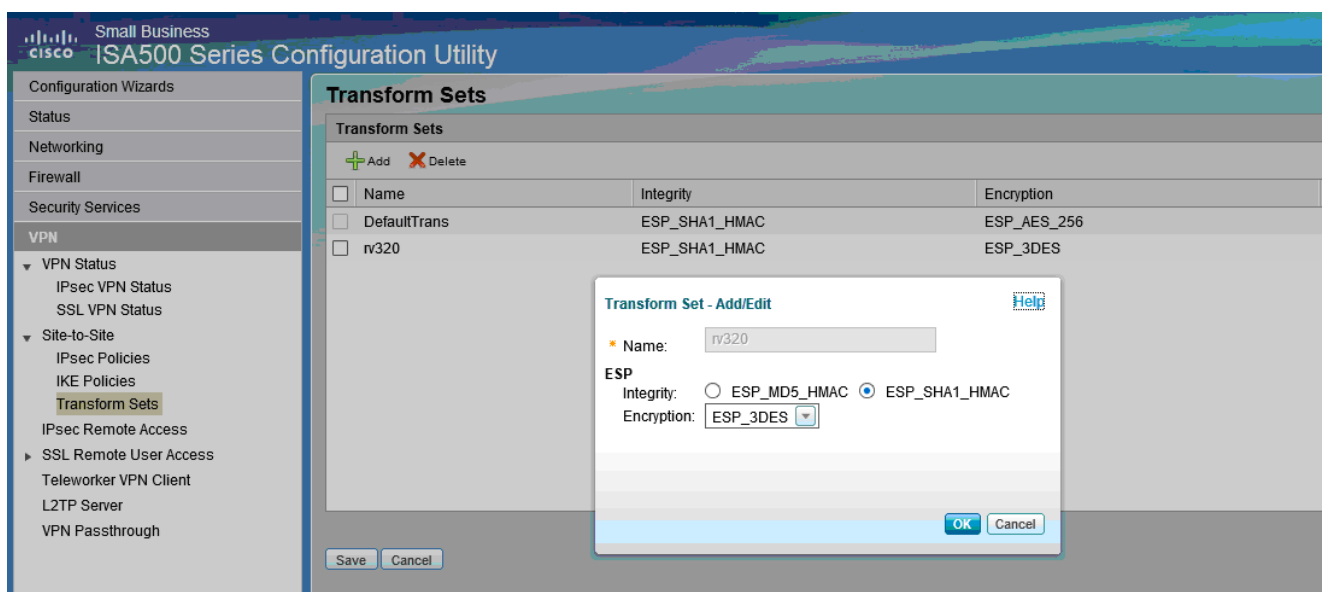 Small Business
cisco ISA500 Series Configuration Utility
Configuration Wizards
Status
Networking
Firewall
Security Services
VPN
VPN Status
IPsec VPN Status
SSL VPN Status
Site-to-Site
IPsec Policies
IKE Policies
Transform Sets
IPsec Remote Access
SSL Remote User Access
Teleworker VPN Client
L2TP Server
VPN Passthrough
Transform Sets
Transform Sets
Add Delete
Name Integrity Encryption
DefaultTrans ESP_SHA1_HMAC ESP_AES_256
rv320 ESP_SHA1_HMAC ESP_3DES
Transform Set - Add/Edit Help
* Name: rv320
ESP
Integrity: ESP_MD5_HMAC ESP_SHA1_HMAC
Encryption: ESP_3DES
OK Cancel
Save Cancel